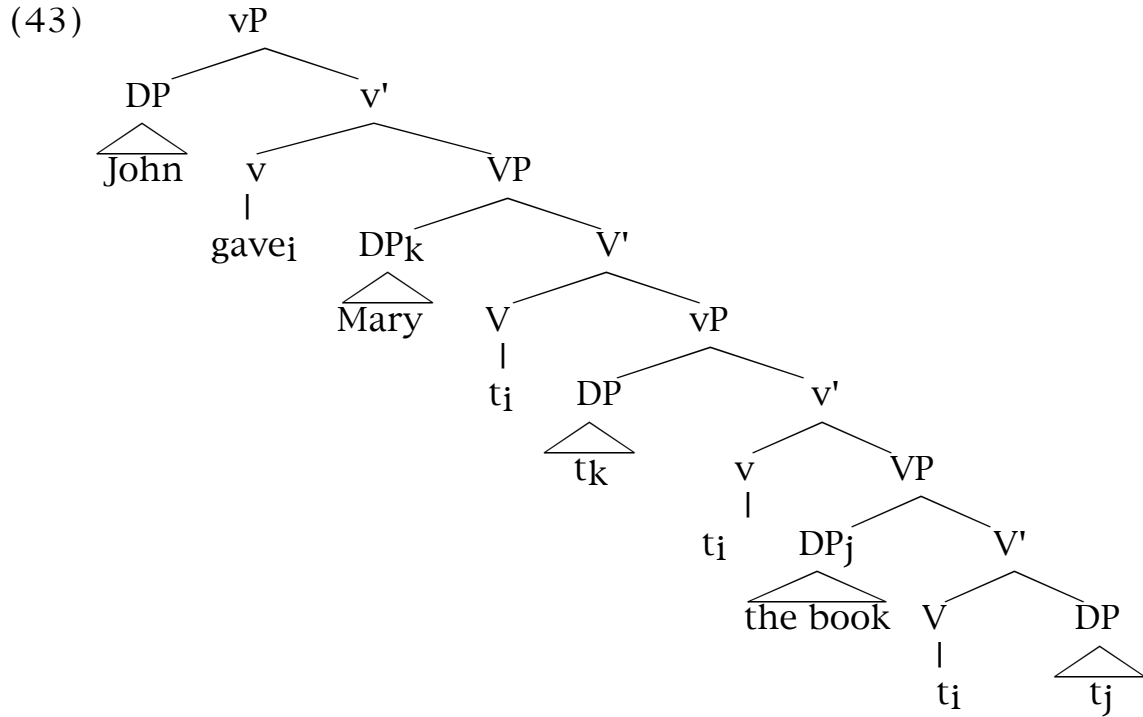 (43) vP
DP v'
John v VP
gavei DPk V'
Mary V vP
ti DP v'
tk v VP
ti DPj V'
the book V DP
ti tj